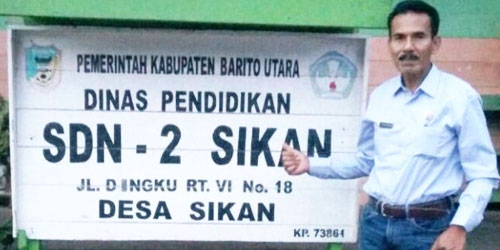 PEMERINTAH KABUPATEN BARITO UTARA
DINAS PENDIDIKAN
SDN - 2 SIKAN
JL. D INGKU RT. VI No. 18
DESA SIKAN
KP. 73861